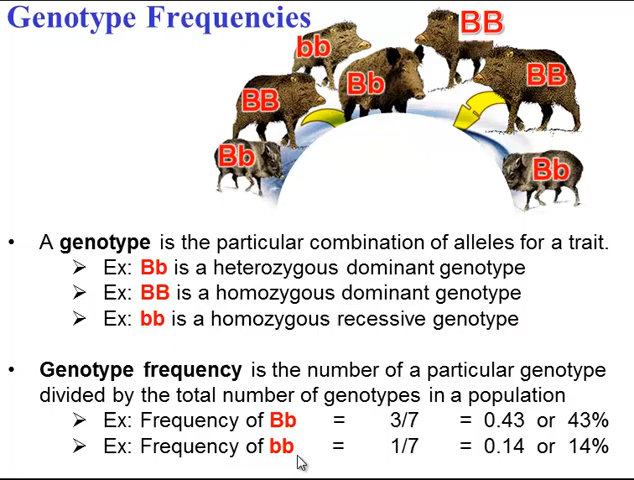 Genotype Frequencies
bb
BB
Bb
BB
BB
Bb
Bb
• A genotype is the particular combination of alleles for a trait.
➢ Ex: Bb is a heterozygous dominant genotype
➢ Ex: BB is a homozygous dominant genotype
➢ Ex: bb is a homozygous recessive genotype
• Genotype frequency is the number of a particular genotype
divided by the total number of genotypes in a population
➢ Ex: Frequency of Bb = 3/7 = 0.43 or 43%
➢ Ex: Frequency of bb = 1/7 = 0.14 or 14%